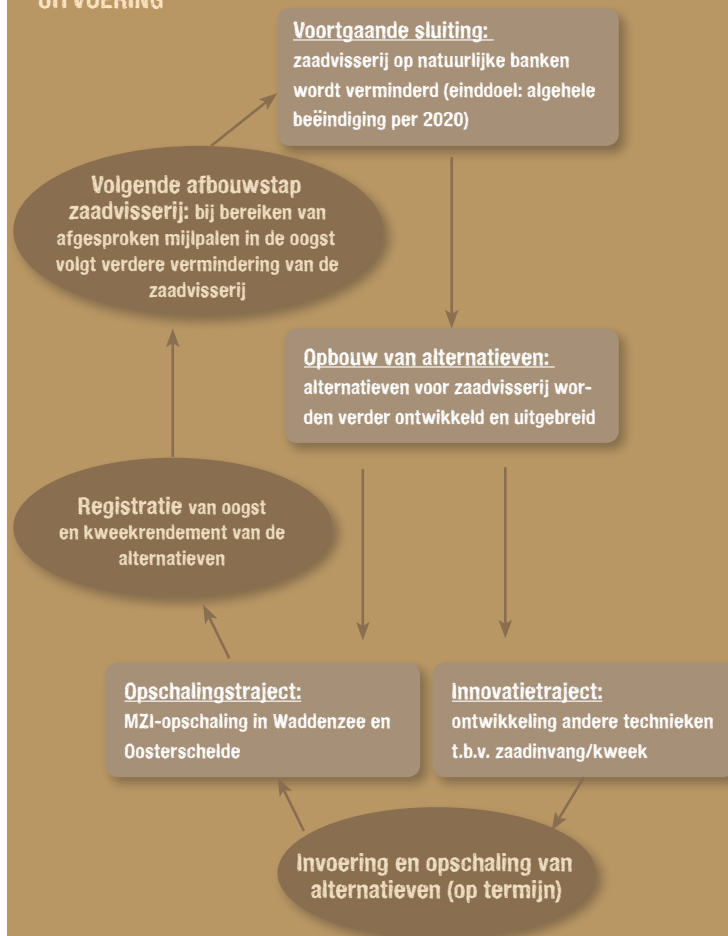 UITVOERING
Voortgaande sluiting:
zaadvisserij op natuurlijke banken
wordt verminderd (einddoel: algehele
beëindiging per 2020)
Volgende afbouwstap
zaadvisserij: bij bereiken van
afgesproken mijlpalen in de oogst
volgt verdere vermindering van de
zaadvisserij
Opbouw van alternatieven:
alternatieven voor zaadvisserij wor-
den verder ontwikkeld en uitgebreid
Registratie van oogst
en kweekrendement van de
alternatieven
Opschalingstraject:
MZI-opschaling in Waddenzee en
Oosterschelde
Innovatietraject:
ontwikkeling andere technieken
t.b.v. zaadinvang/kweek
Invoering en opschaling van
alternatieven (op termijn)